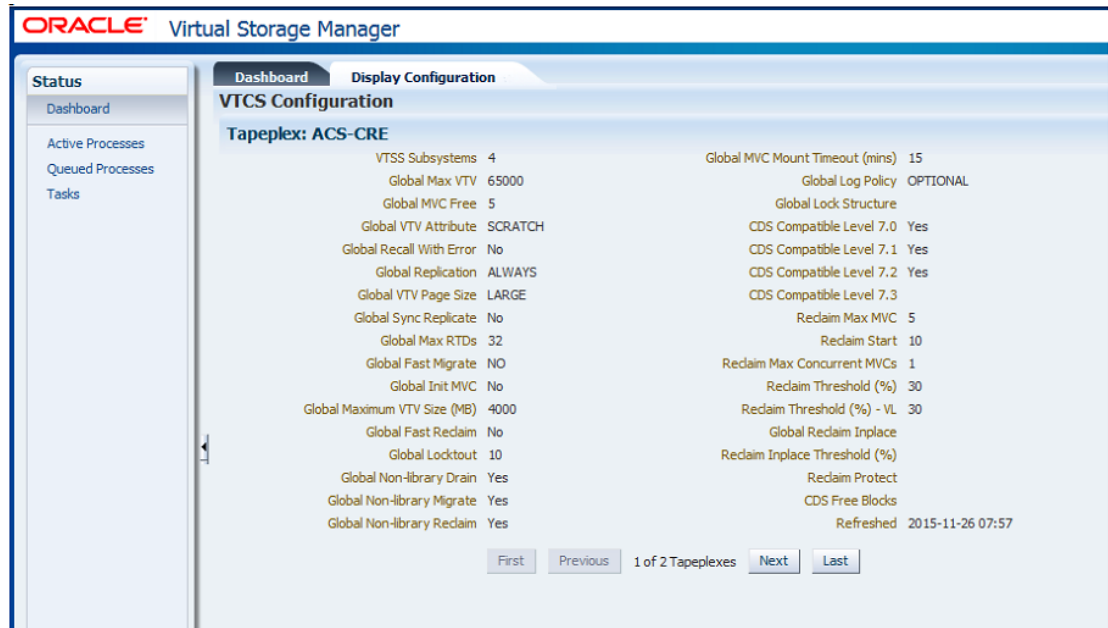 ORACLE® Virtual Storage Manager
Status
Dashboard
Active Processes
Queued Processes
Tasks
Dashboard Display Configuration
VTCS Configuration
Tapeplex: ACS-CRE
VTSS Subsystems 4
Global Max VTV 65000
Global MVC Free 5
Global VTV Attribute SCRATCH
Global Recall With Error No
Global Replication ALWAYS
Global VTV Page Size LARGE
Global Sync Replicate No
Global Max RTDs 32
Global Fast Migrate NO
Global Init MVC No
Global Maximum VTV Size (MB) 4000
Global Fast Reclaim No
Global Locktout 10
Global Non-library Drain Yes
Global Non-library Migrate Yes
Global Non-library Reclaim Yes
Global MVC Mount Timeout (mins) 15
Global Log Policy OPTIONAL
Global Lock Structure
CDS Compatible Level 7.0 Yes
CDS Compatible Level 7.1 Yes
CDS Compatible Level 7.2 Yes
CDS Compatible Level 7.3
Reclaim Max MVC 5
Reclaim Start 10
Reclaim Max Concurrent MVCs 1
Reclaim Threshold (%) 30
Reclaim Threshold (%) - VL 30
Global Reclaim Inplace
Reclaim Inplace Threshold (%)
Reclaim Protect
CDS Free Blocks
Refreshed 2015-11-26 07:57
First Previous 1 of 2 Tapeplexes Next Last